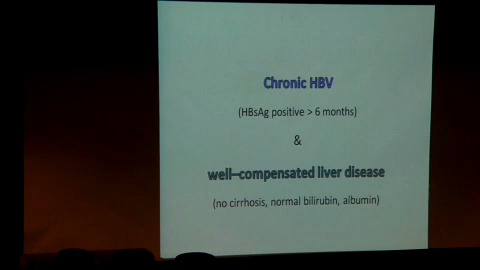 Chronic HBV
(HBsAg positive > 6 months)
&
well–compensated liver disease
(no cirrhosis, normal bilirubin, albumin)